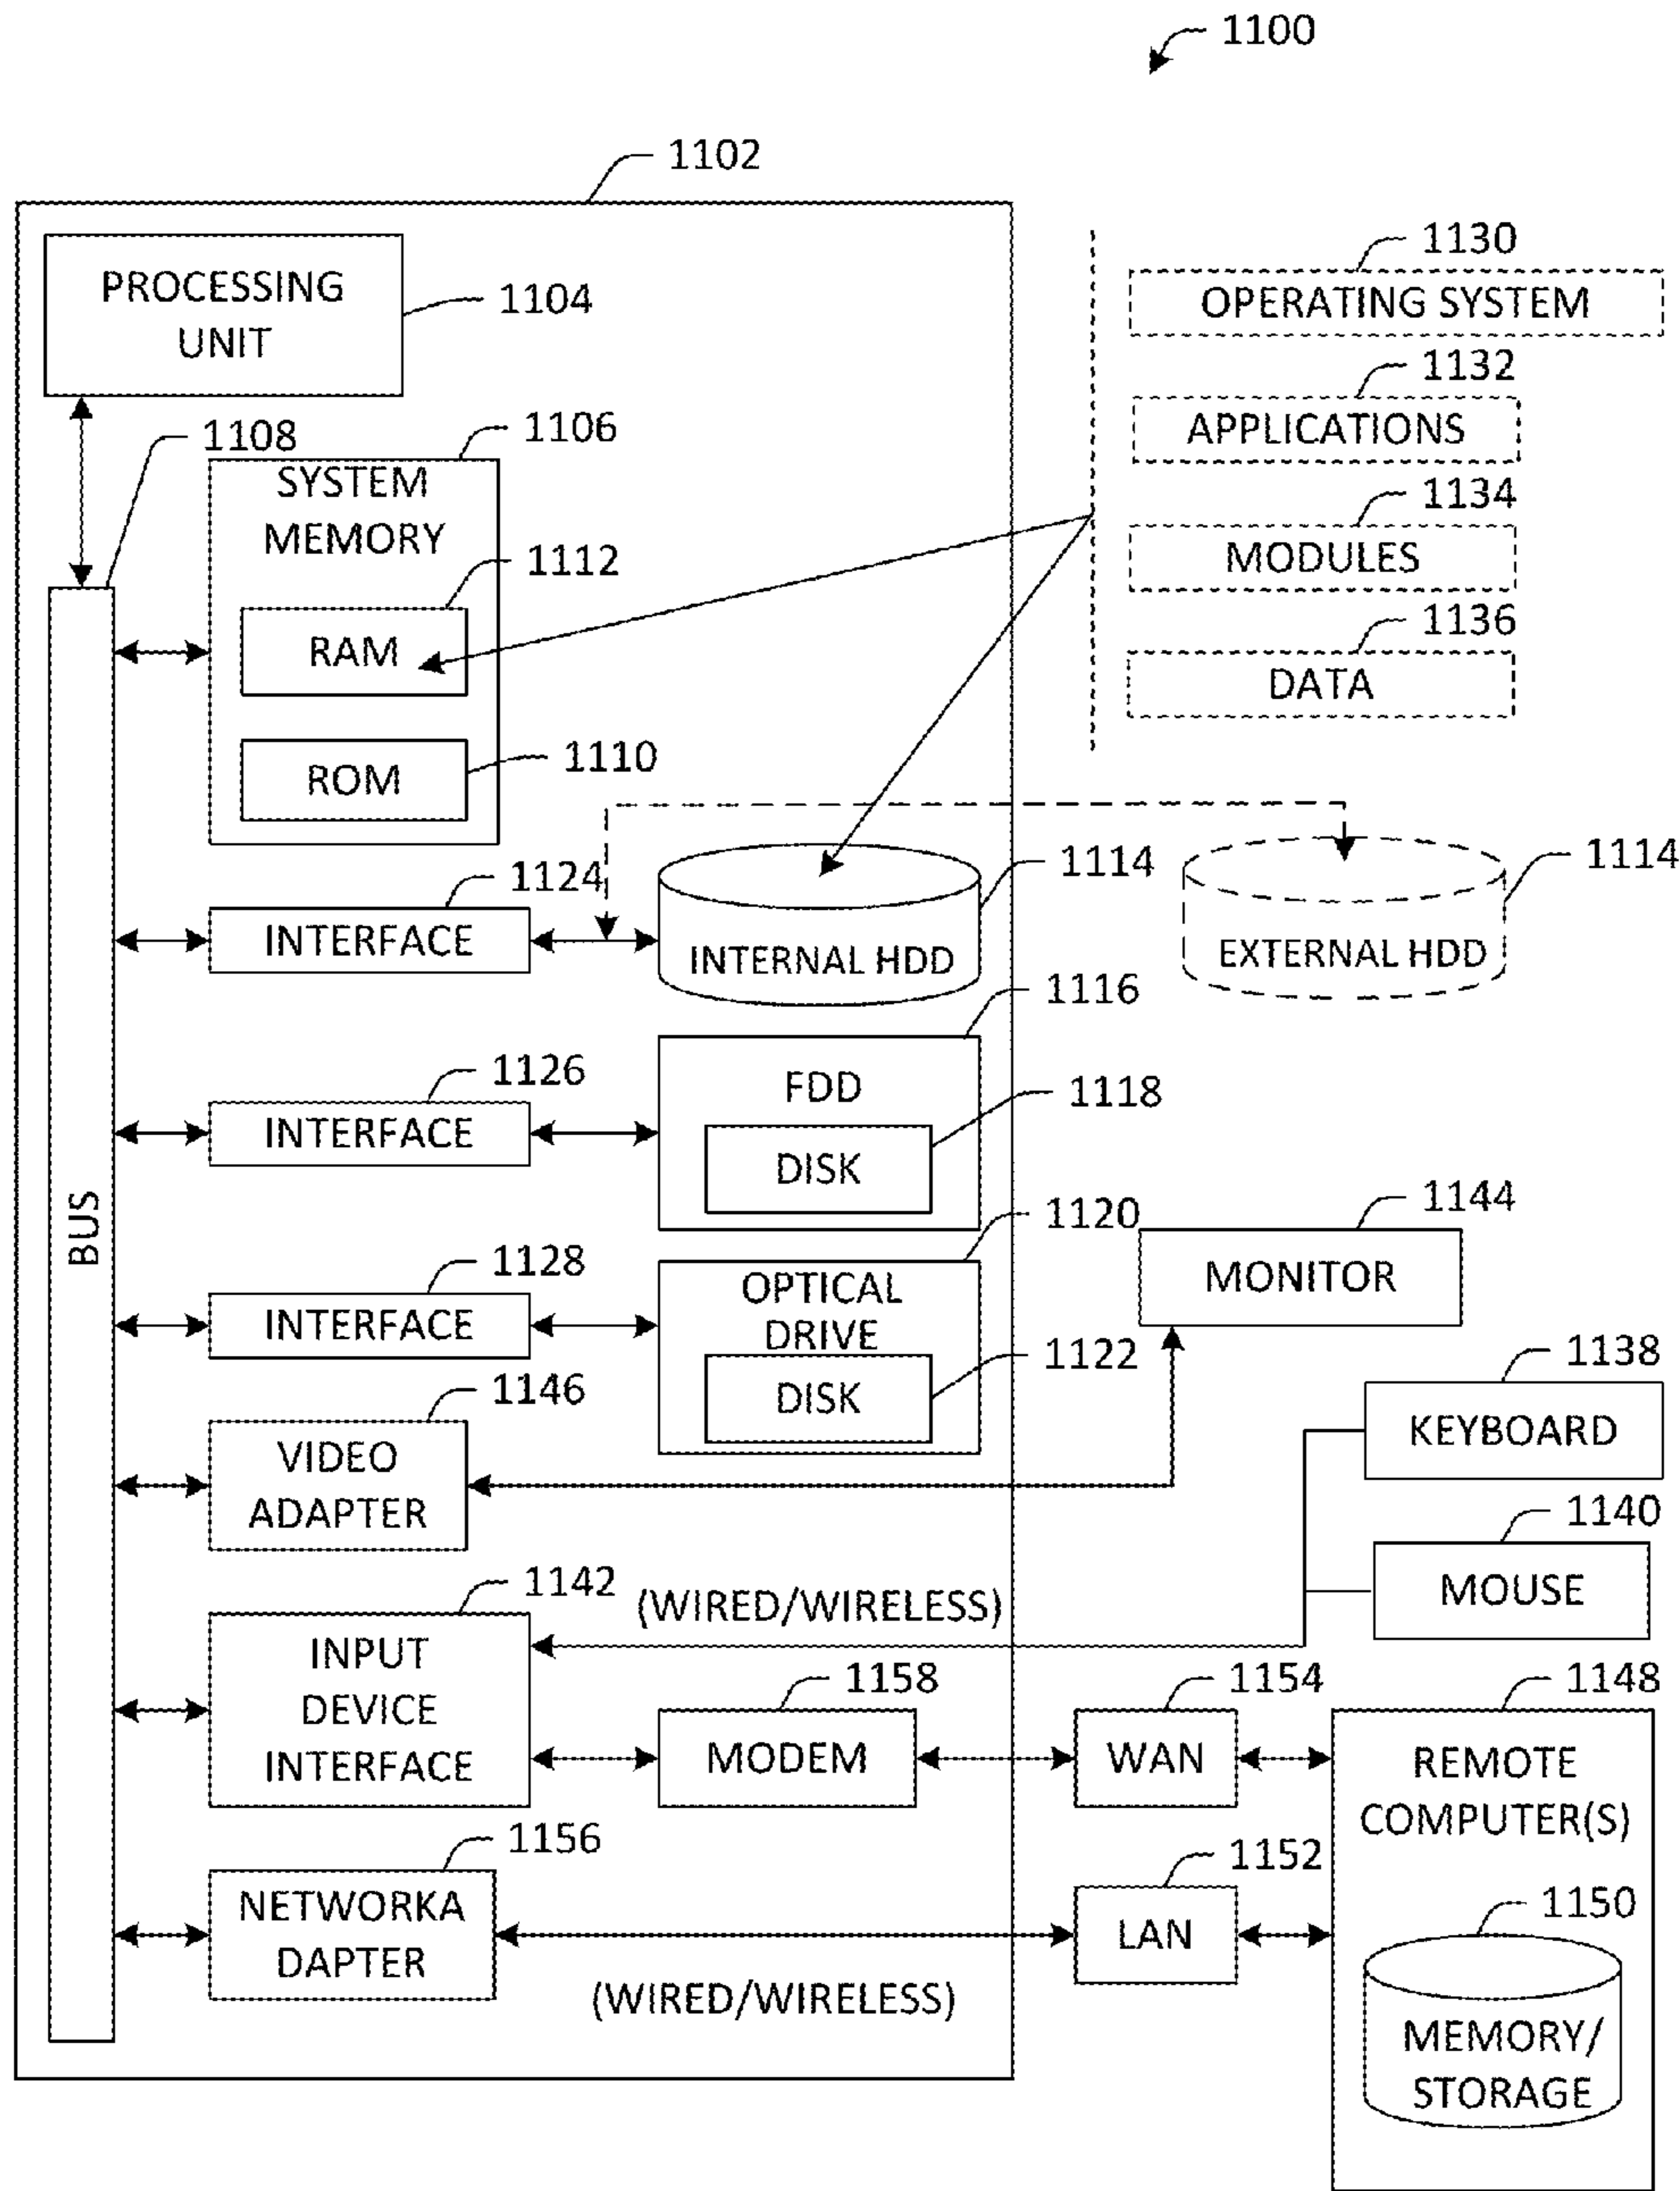 1100
1102
PROCESSING
UNIT
1104
1108
1106
SYSTEM
MEMORY
1112
RAM
1110
ROM
1130
OPERATING SYSTEM
1132
APPLICATIONS
1134
MODULES
1136
DATA
1124
INTERFACE
1114
INTERNAL HDD
1114
EXTERNAL HDD
1116
FDD
1126
INTERFACE
1118
DISK
BUS
1120
OPTICAL
DRIVE
1128
INTERFACE
1122
DISK
1144
MONITOR
1146
VIDEO
ADAPTER
1138
KEYBOARD
1140
MOUSE
1142
INPUT
DEVICE
INTERFACE
(WIRED/WIRELESS)
1158
MODEM
1154
WAN
1148
REMOTE
COMPUTER(S)
1156
NETWORKA
DAPTER
(WIRED/WIRELESS)
1152
LAN
1150
MEMORY/
STORAGE